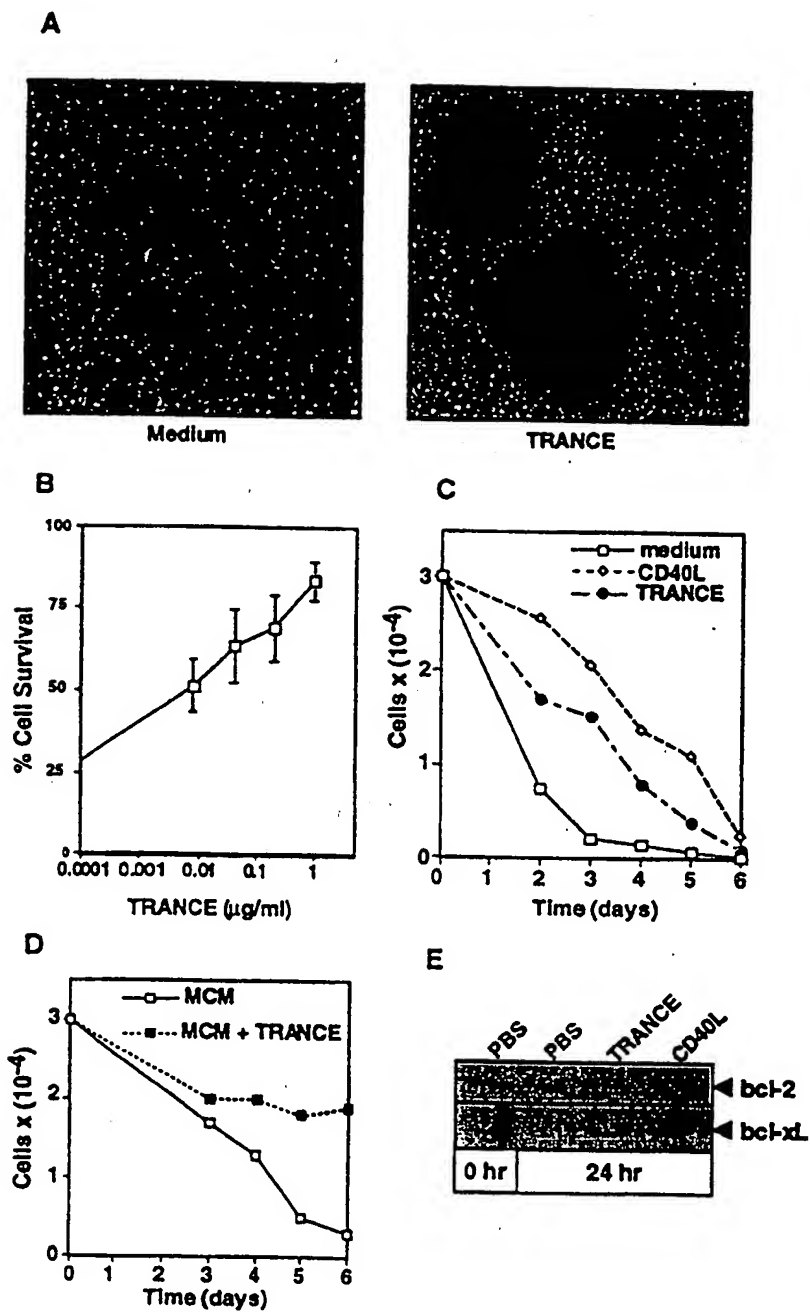 A
Medium
TRANCE
B
100
75
50
25
0
% Cell Survival
0.0001 0.001 0.01 0.1 1
TRANCE (µg/ml)
C
medium
CD40L
TRANCE
3
2
1
0
Cells x (10⁻⁴)
0 1 2 3 4 5 6
Time (days)
D
MCM
MCM + TRANCE
3
2
1
0
Cells x (10⁻⁴)
0 1 2 3 4 5 6
Time (days)
E
PBS PBS TRANCE CD40L
bcl-2
bcl-xL
0 hr 24 hr